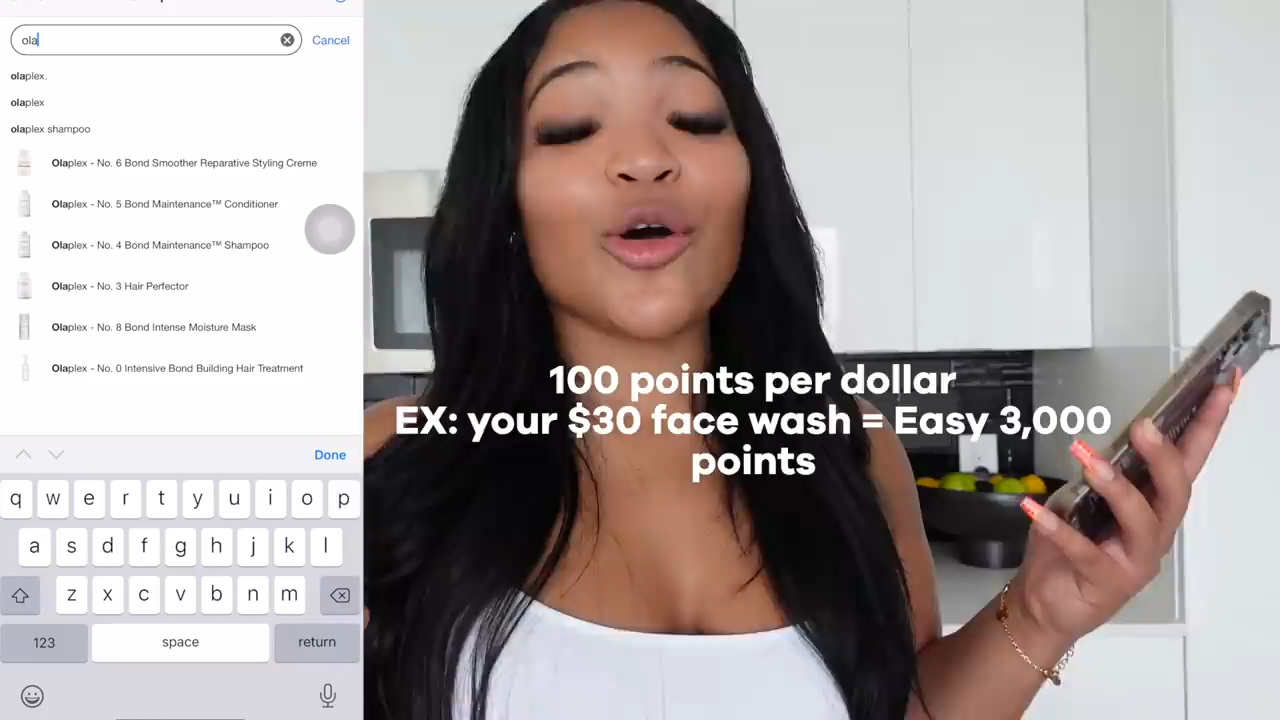 ola
Cancel
olaplex.
olaplex
olaplex shampoo
Olaplex - No. 6 Bond Smoother Reparative Styling Creme
Olaplex - No. 5 Bond Maintenance™ Conditioner
Olaplex - No. 4 Bond Maintenance™ Shampoo
Olaplex - No. 3 Hair Perfector
Olaplex - No. 8 Bond Intense Moisture Mask
Olaplex - No. 0 Intensive Bond Building Hair Treatment
Done
q w e r t y u i o p
a s d f g h j k l
z x c v b n m
123 space return
100 points per dollar
EX: your $30 face wash = Easy 3,000
points